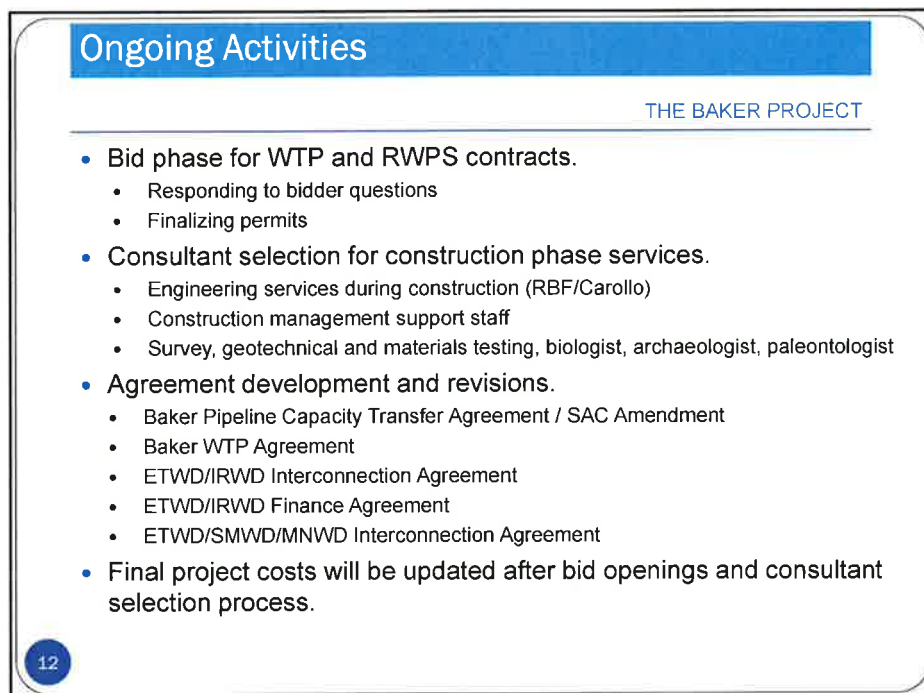 Ongoing Activities
THE BAKER PROJECT
• Bid phase for WTP and RWPS contracts.
• Responding to bidder questions
• Finalizing permits
• Consultant selection for construction phase services.
• Engineering services during construction (RBF/Carollo)
• Construction management support staff
• Survey, geotechnical and materials testing, biologist, archaeologist, paleontologist
• Agreement development and revisions.
• Baker Pipeline Capacity Transfer Agreement / SAC Amendment
• Baker WTP Agreement
• ETWD/IRWD Interconnection Agreement
• ETWD/IRWD Finance Agreement
• ETWD/SMWD/MNWD Interconnection Agreement
• Final project costs will be updated after bid openings and consultant
selection process.
12